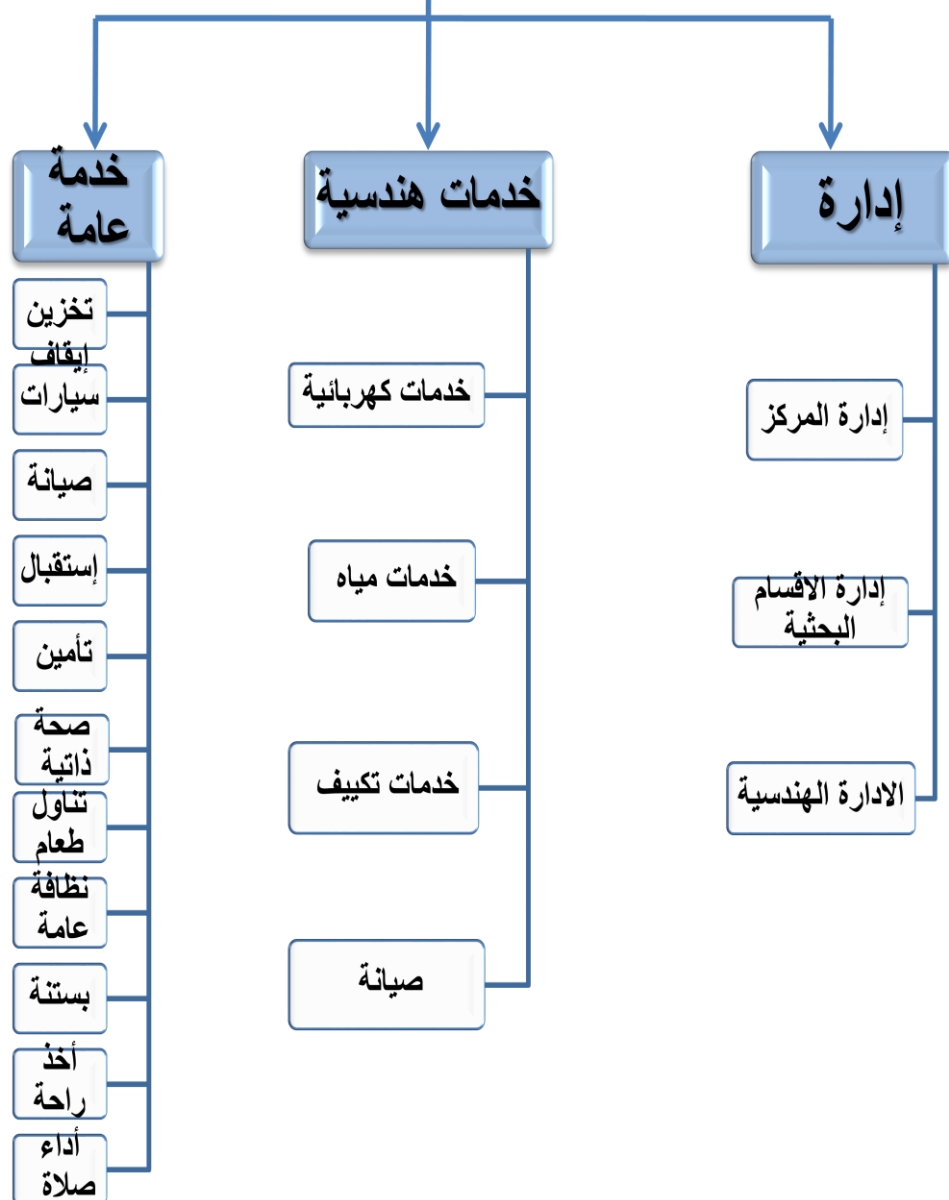 إدارة
إدارة المركز
إدارة الاقسام
البحثية
الادارة الهندسية
خدمات هندسية
خدمات كهربائية
خدمات مياه
خدمات تكييف
صيانة
خدمة
عامة
تخزين
إيقاف
سيارات
صيانة
إستقبال
تأمين
صحة
ذاتية
تناول
طعام
نظافة
عامة
بستنة
أخذ
راحة
أداء
صلاة